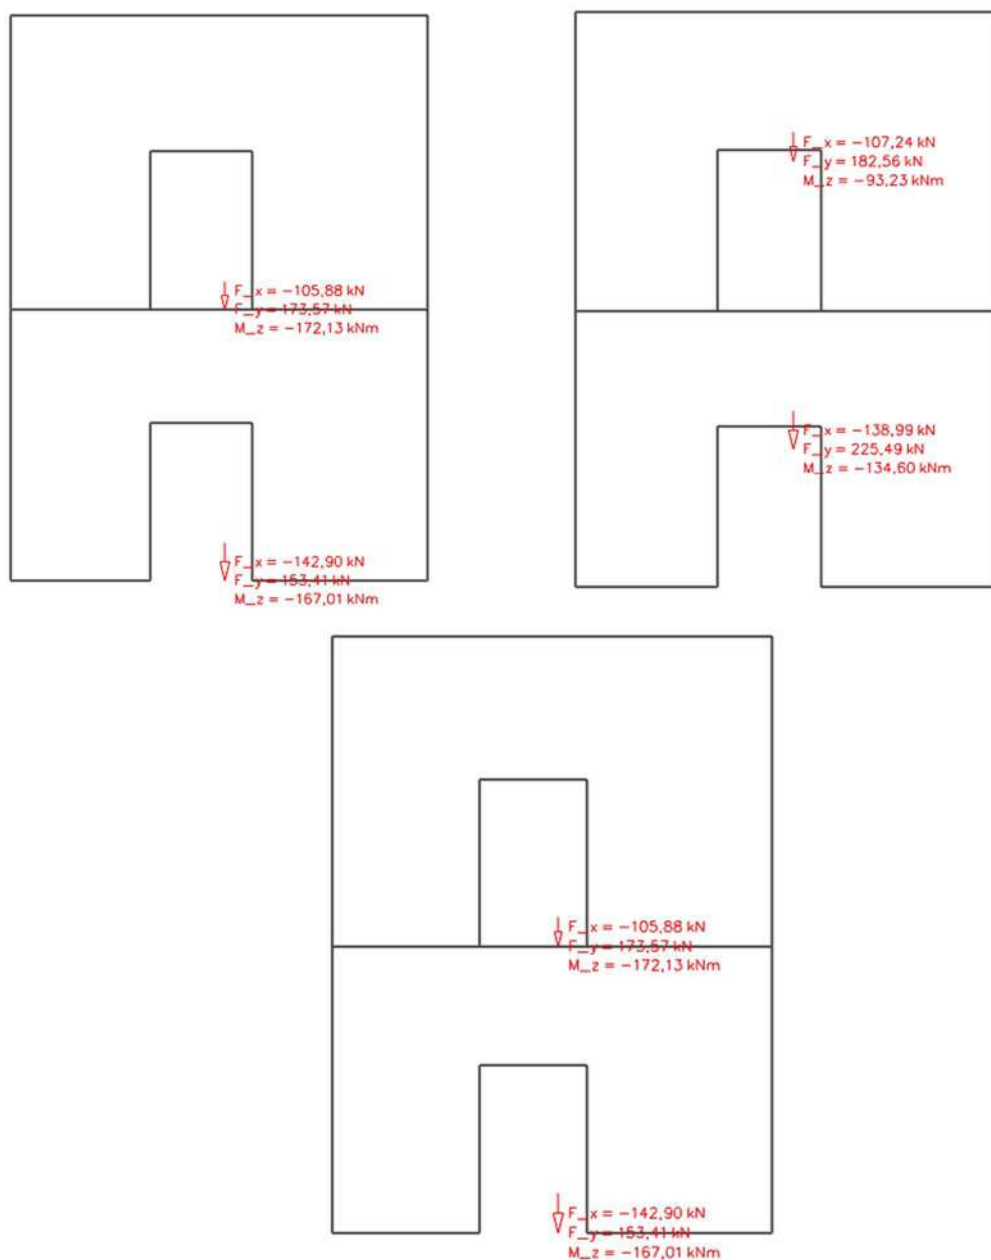 F_x = -105,88 kN
F_y = 173,57 kN
M_z = -172,13 kNm
F_x = -142,90 kN
F_y = 153,41 kN
M_z = -167,01 kNm
F_x = -107,24 kN
F_y = 182,56 kN
M_z = -93,23 kNm
F_x = -138,99 kN
F_y = 225,49 kN
M_z = -134,60 kNm
F_x = -105,88 kN
F_y = 173,57 kN
M_z = -172,13 kNm
F_x = -142,90 kN
F_y = 153,41 kN
M_z = -167,01 kNm